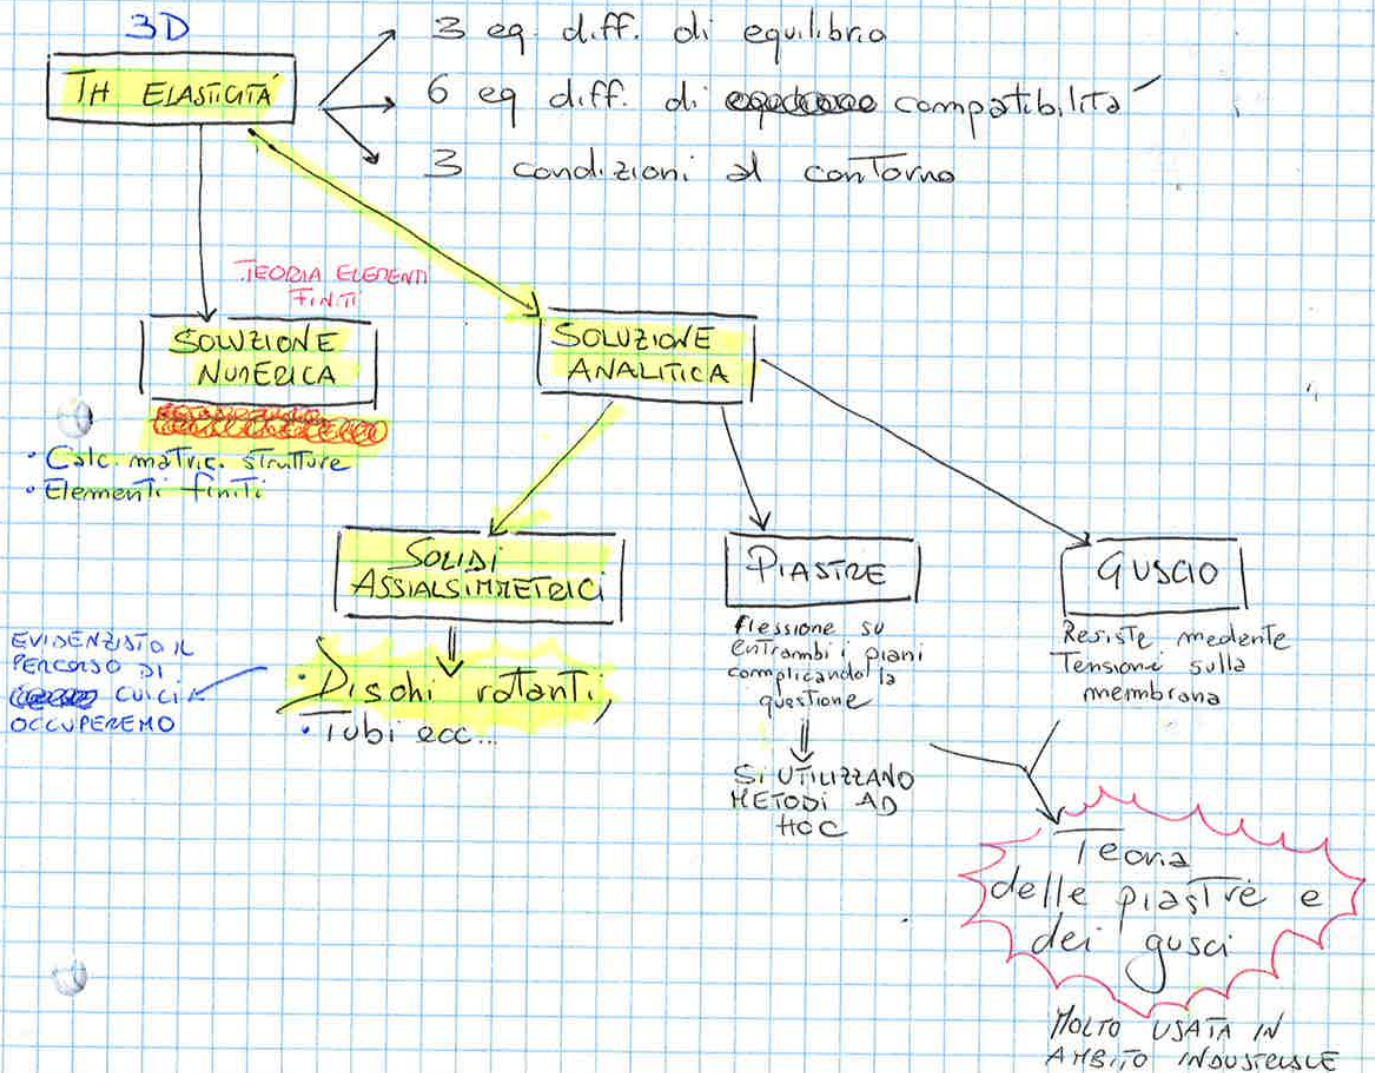 3D
TH ELASTICITÁ
3 eq. diff. di equilibrio
6 eq diff. di compatibilitá
3 condizioni al contorno
TEORIA ELEMENTI
FINITI
SOLUZIONE
NUMERICA
SOLUZIONE
ANALITICA
· Calc. matric. strutture
· Elementi finiti
SOLIDI
ASSIALSIMMETRICI
PIASTRE
GUSCIO
EVIDENZIATO IL
PERCORSO DI
CUI CI
OCCUPEREMO
· Dischi rotanti
· Tubi ecc...
flessione su
entrambi i piani
complicando la
questione
SI UTILIZZANO
METODI AD
HOC
Resiste mediante
Tensioni sulla
membrana
Teoria
delle piastre e
dei gusci
MOLTO USATA IN
AMBITO INDUSTRIALE